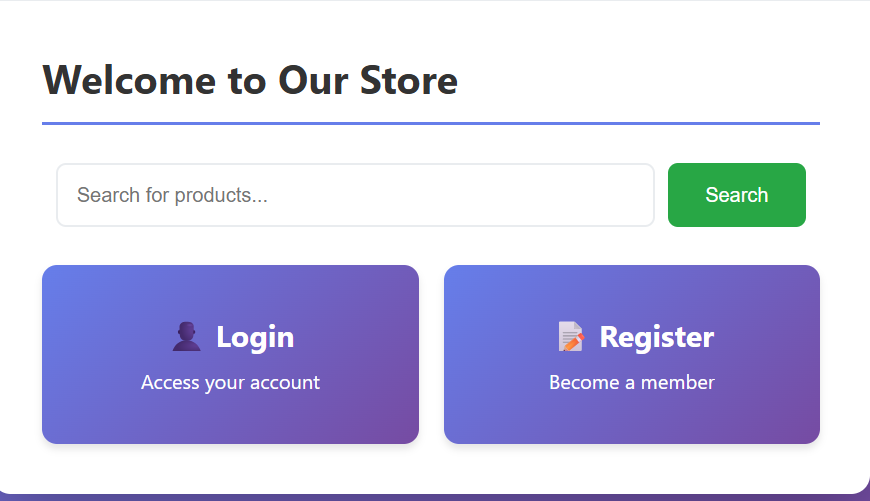 Welcome to Our Store
Search for products...
Search
Login
Access your account
Register
Become a member